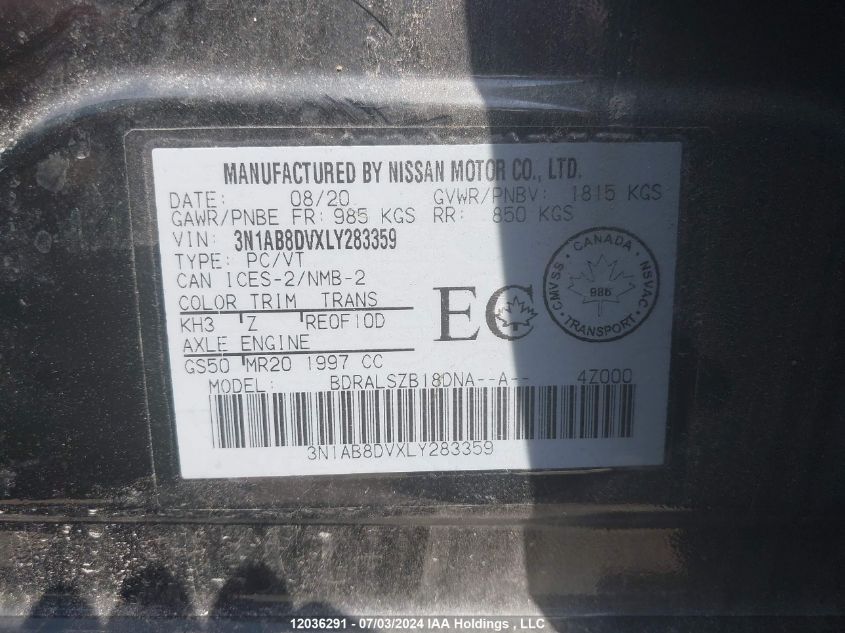 MANUFACTURED BY NISSAN MOTOR CO., LTD.
DATE: 08/20 GVWR/PNBV: 1815 KGS
GAWR/PNBE FR: 985 KGS RR: 850 KGS
VIN: 3N1AB8DVXLY283359
TYPE: PC/VT
CAN ICES-2/NMB-2
COLOR TRIM TRANS
KH3 Z RE0F10D
AXLE ENGINE
GS50 MR20 1997 CC
EC
CANADA
CMVSS NSVAC
986
TRANSPORT
MODEL: BDRALSZB18DNA--A-- 4Z000
3N1AB8DVXLY283359
12036291 - 07/03/2024 IAA Holdings , LLC